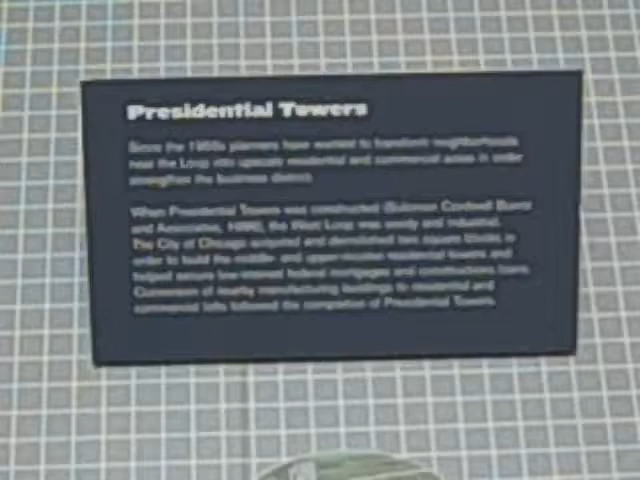 Presidential Towers
Since the 1950s planners have wanted to transform neighborhoods
near the Loop into upscale residential and commercial areas in order
strengthen the business district.
When Presidential Towers was constructed (Solomon Cordwell Buenz
and Associates, 1986), the West Loop was seedy and industrial.
The City of Chicago acquired and demolished two square blocks in
order to build the middle- and upper-income residential towers and
helped secure low-interest federal mortgages and construction loans.
Conversion of nearby manufacturing buildings to residential and
commercial lofts followed the completion of Presidential Towers.